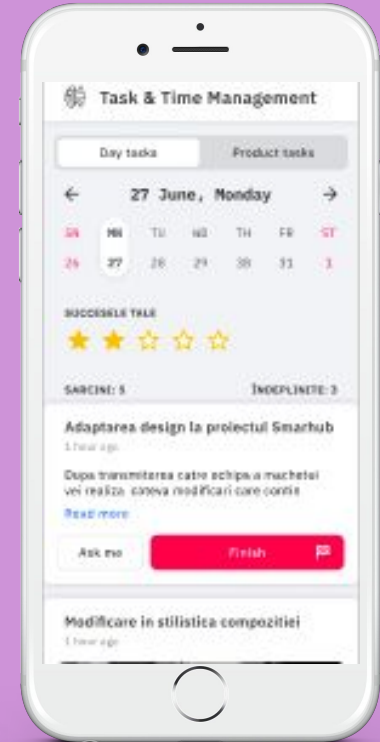 Task & Time Management
Day tasks Product tasks
← 27 June, Monday →
SN MN TU WD TH FR ST
26 27 28 29 30 31 1
SUCCESELE TALE
SARCINI: 5 ÎNDEPLINITE: 3
Adaptarea design la proiectul Smarhub
1 hour ago
Dupa transmiterea catre echipa a machetei
vei realiza cateva modificari care contin
Read more
Ask me Finish
Modificare in stilistica compozitiei
1 hour ago